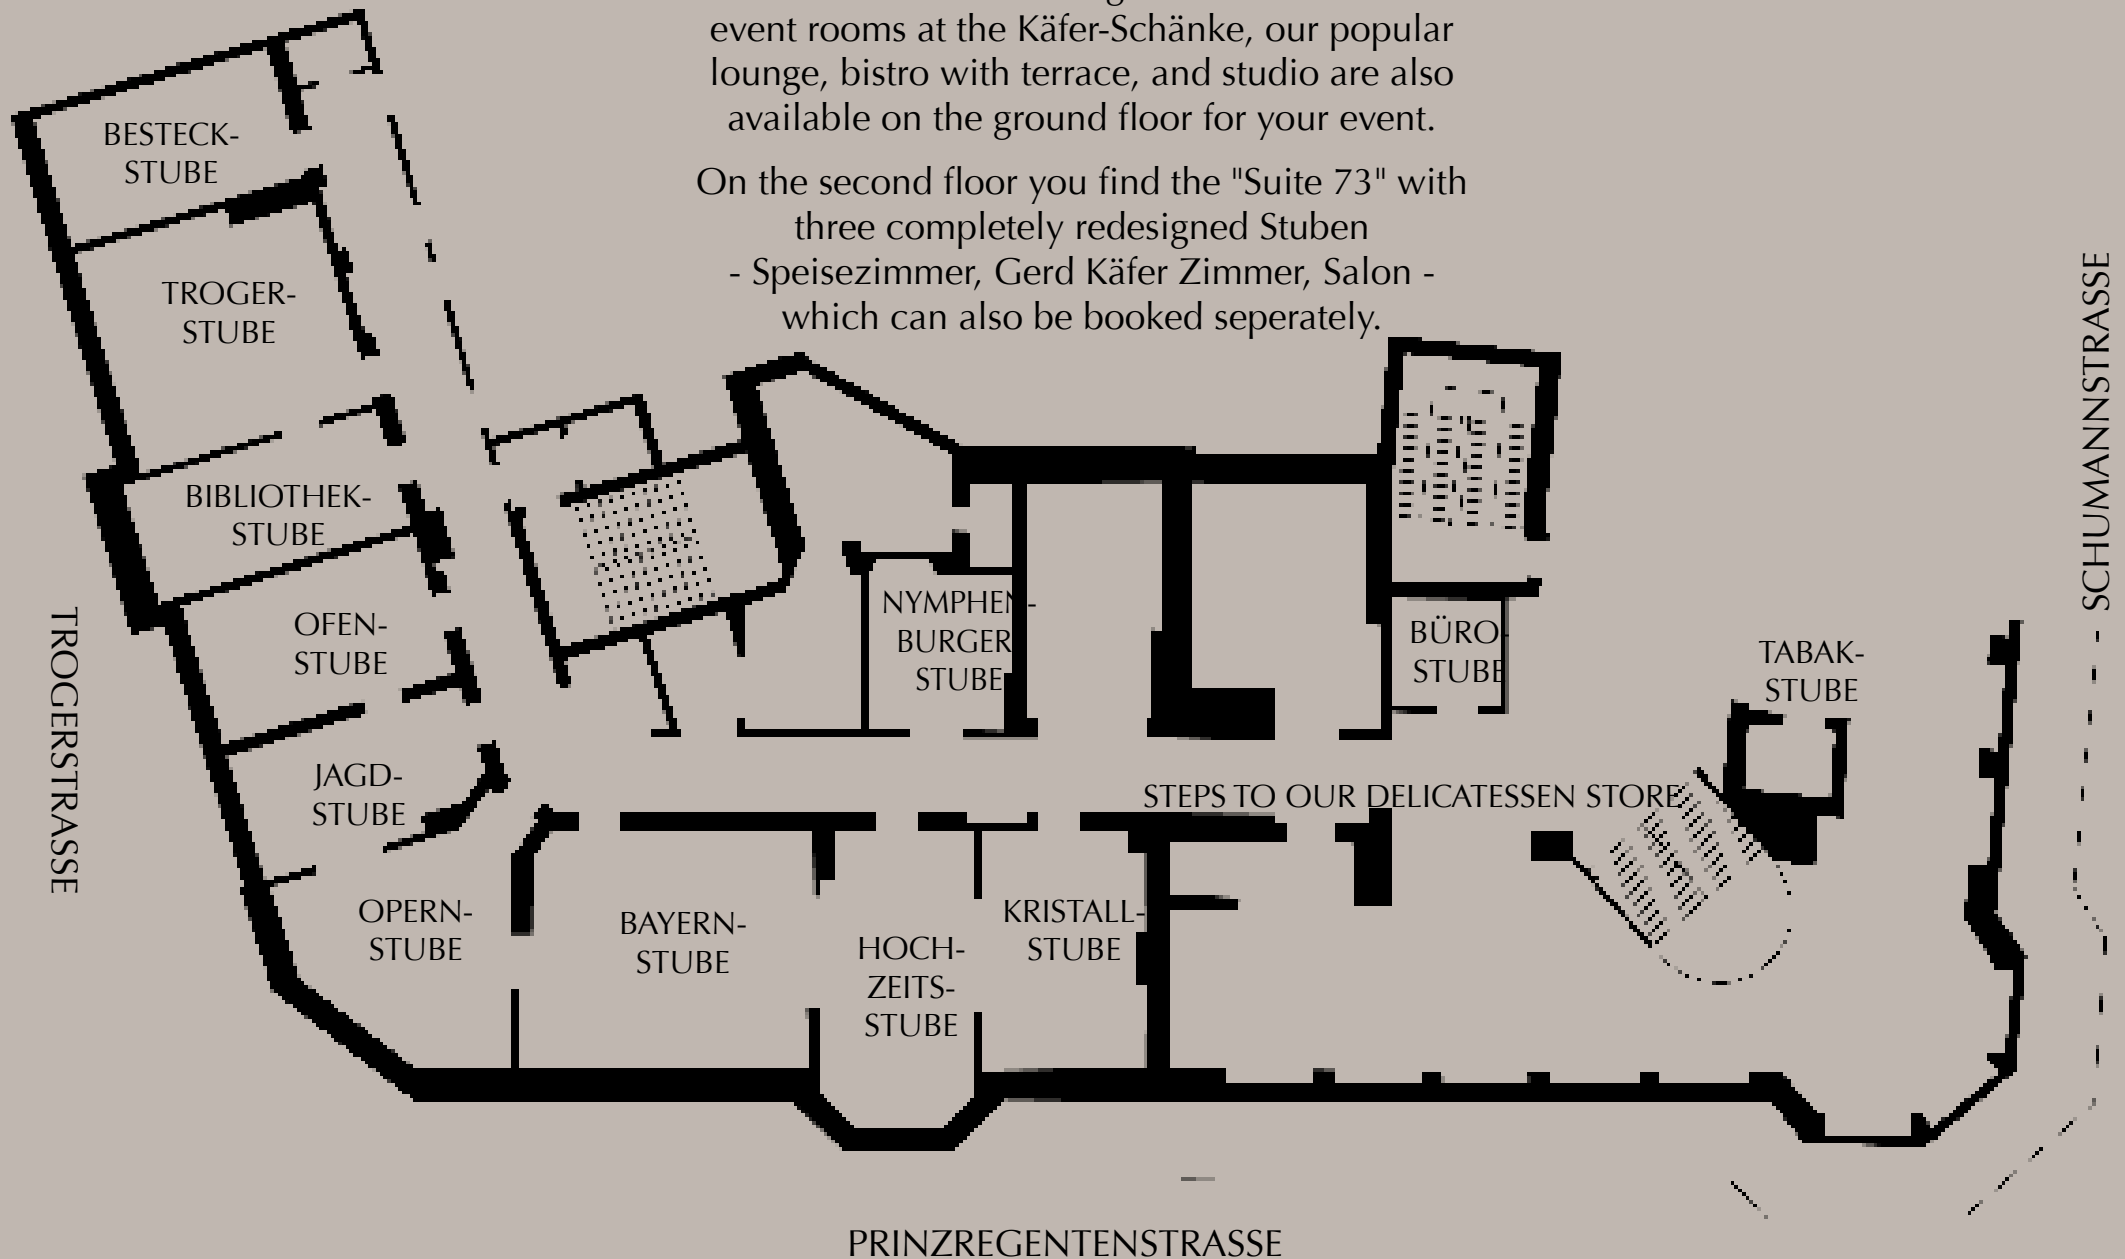 event rooms at the Käfer-Schänke, our popular
lounge, bistro with terrace, and studio are also
available on the ground floor for your event.
On the second floor you find the "Suite 73" with
three completely redesigned Stuben
- Speisezimmer, Gerd Käfer Zimmer, Salon -
which can also be booked seperately.
BESTECK-
STUBE
TROGER-
STUBE
BIBLIOTHEK-
STUBE
OFEN-
STUBE
JAGD-
STUBE
OPERN-
STUBE
BAYERN-
STUBE
HOCH-
ZEITS-
STUBE
KRISTALL-
STUBE
NYMPHEN-
BURGER
STUBE
BÜRO-
STUBE
TABAK-
STUBE
STEPS TO OUR DELICATESSEN STORE
TROGERSTRASSE
SCHUMANNSTRASSE
PRINZREGENTENSTRASSE